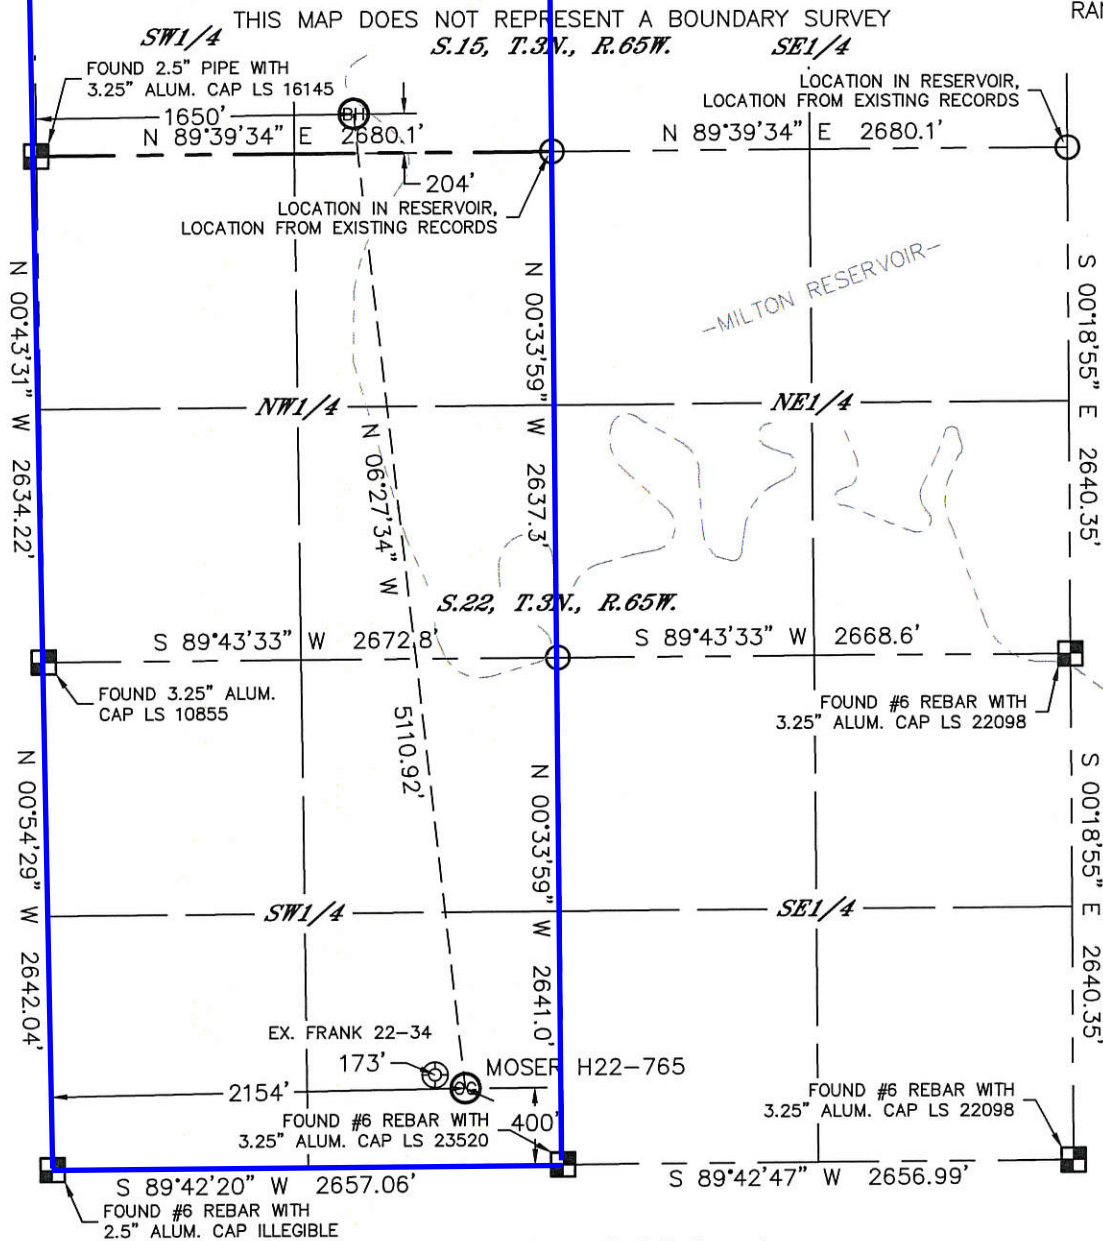 THIS MAP DOES NOT REPRESENT A BOUNDARY SURVEY
SW1/4
S.15, T.3N., R.65W.
SE1/4
FOUND 2.5" PIPE WITH
3.25" ALUM. CAP LS 16145
LOCATION IN RESERVOIR,
LOCATION FROM EXISTING RECORDS
1650'
BH
N 89°39'34" E 2680.1'
N 89°39'34" E 2680.1'
204'
LOCATION IN RESERVOIR,
LOCATION FROM EXISTING RECORDS
-MILTON RESERVOIR-
N 00°43'31" W 2634.22'
N 00°33'59" W 2637.3'
S 00°18'55" E 2640.35'
NW1/4
NE1/4
N 06°27'34" W
5110.92'
S.22, T.3N., R.65W.
S 89°43'33" W 2672.8'
S 89°43'33" W 2668.6'
FOUND 3.25" ALUM.
CAP LS 10855
FOUND #6 REBAR WITH
3.25" ALUM. CAP LS 22098
N 00°54'29" W 2642.04'
N 00°33'59" W 2641.0'
S 00°18'55" E 2640.35'
SW1/4
SE1/4
EX. FRANK 22-34
173'
MOSER H22-765
2154'
400'
FOUND #6 REBAR WITH
3.25" ALUM. CAP LS 23520
FOUND #6 REBAR WITH
3.25" ALUM. CAP LS 22098
S 89°42'20" W 2657.06'
S 89°42'47" W 2656.99'
FOUND #6 REBAR WITH
2.5" ALUM. CAP ILLEGIBLE